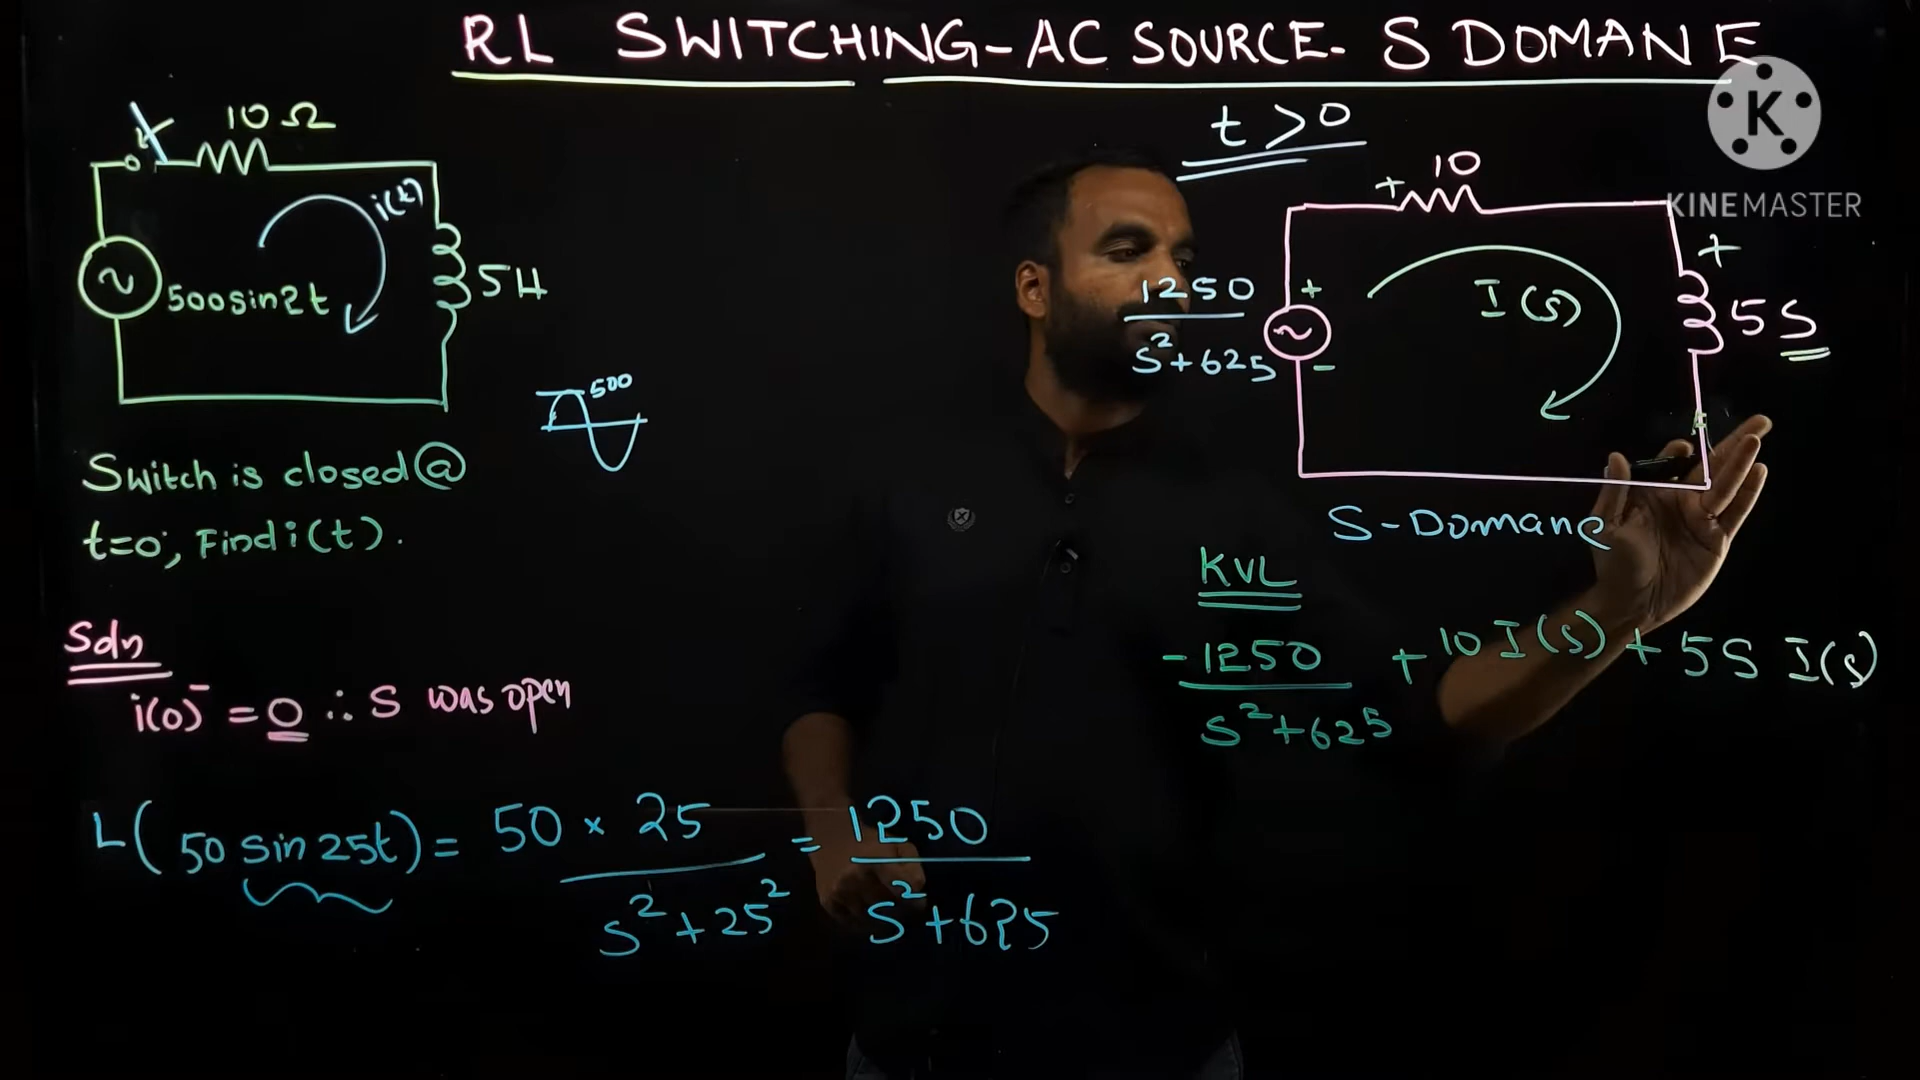 RL SWITCHING-AC SOURCE- S DOMANE
10 Ω
i(t)
500sin2t
5H
500
Switch is closed @
t=0, Find i(t).
Soln
i(0)⁻ = 0 ∴ S was open
L( 50 sin 25t) = 50 × 25 / S²+25² = 1250 / S²+625
t > 0
K
KINEMASTER
10
+
+
1250 / S²+625
+
-
I(s)
5S
S-Domane
KVL
-1250 / S²+625 + 10 I(s) + 5S I(s)